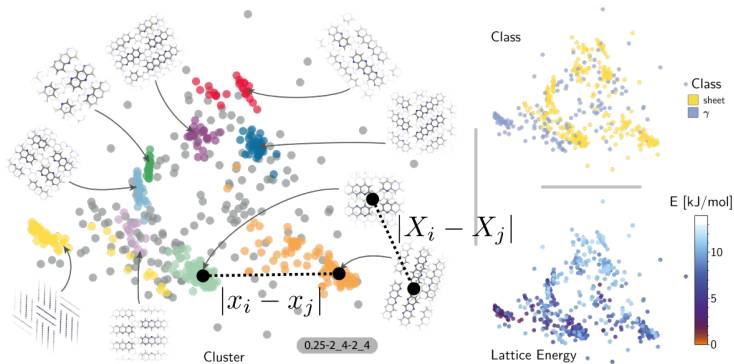 Class
Class
sheet
γ
|X_i − X_j|
E [kJ/mol]
10
5
0
|x_i − x_j|
0.25-2_4-2_4
Cluster
Lattice Energy